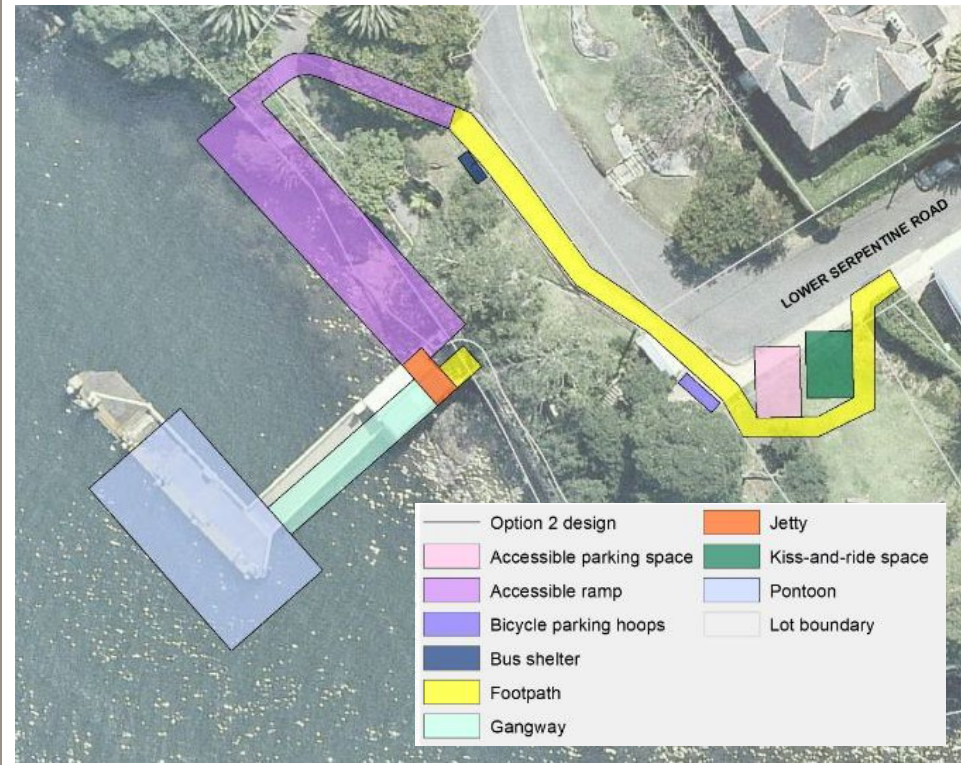 LOWER SERPENTINE ROAD
Option 2 design
Accessible parking space
Accessible ramp
Bicycle parking hoops
Bus shelter
Footpath
Gangway
Jetty
Kiss-and-ride space
Pontoon
Lot boundary